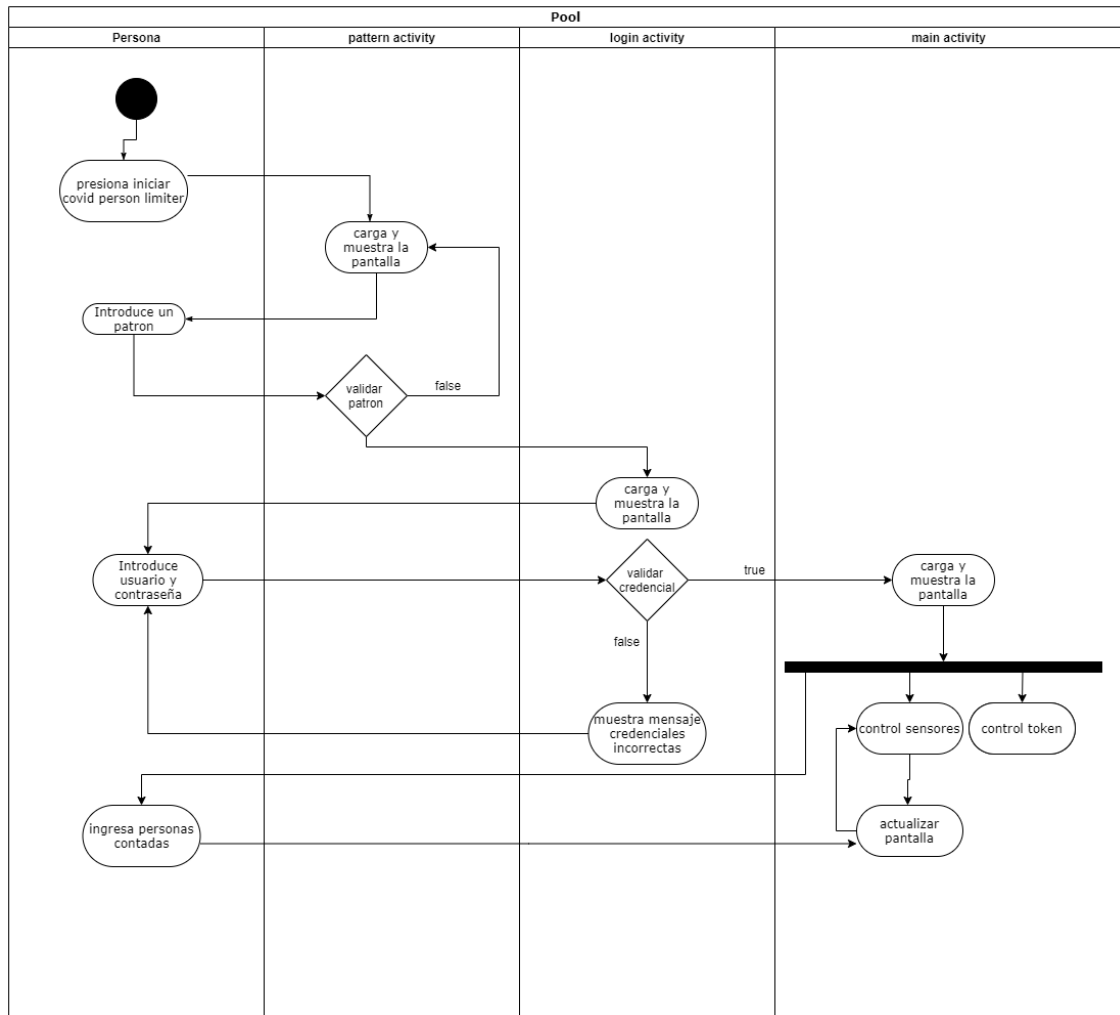 Pool
Persona
pattern activity
login activity
main activity
presiona iniciar
covid person limiter
carga y
muestra la
pantalla
Introduce un
patron
validar
patron
false
carga y
muestra la
pantalla
Introduce
usuario y
contraseña
validar
credencial
true
carga y
muestra la
pantalla
false
muestra mensaje
credenciales
incorrectas
control sensores
control token
ingresa personas
contadas
actualizar
pantalla